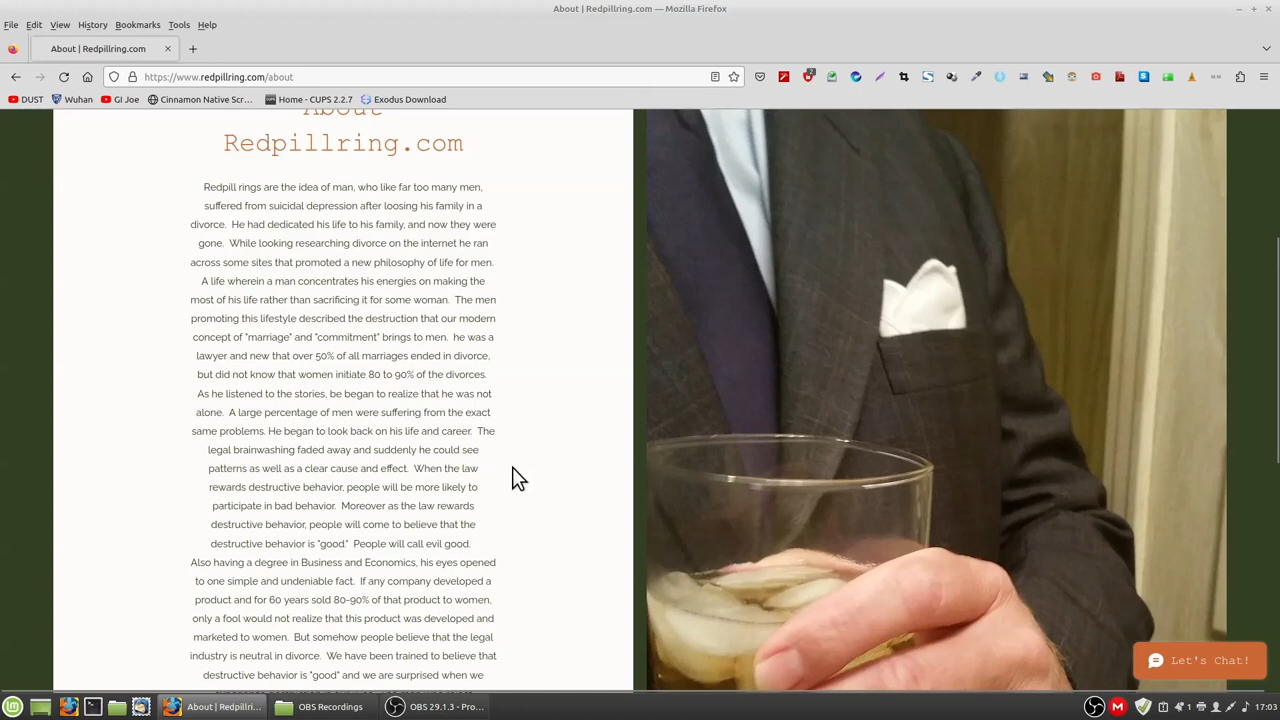 About | Redpillring.com — Mozilla Firefox
File Edit View History Bookmarks Tools Help
About | Redpillring.com
https://www.redpillring.com/about
DUST Wuhan GI Joe Cinnamon Native Scr... Home - CUPS 2.2.7 Exodus Download
About
Redpillring.com
Redpill rings are the idea of man, who like far too many men,
suffered from suicidal depression after loosing his family in a
divorce. He had dedicated his life to his family, and now they were
gone. While looking researching divorce on the internet he ran
across some sites that promoted a new philosophy of life for men.
A life wherein a man concentrates his energies on making the
most of his life rather than sacrificing it for some woman. The men
promoting this lifestyle described the destruction that our modern
concept of "marriage" and "commitment" brings to men. he was a
lawyer and new that over 50% of all marriages ended in divorce,
but did not know that women initiate 80 to 90% of the divorces.
As he listened to the stories, be began to realize that he was not
alone. A large percentage of men were suffering from the exact
same problems. He began to look back on his life and career. The
legal brainwashing faded away and suddenly he could see
patterns as well as a clear cause and effect. When the law
rewards destructive behavior, people will be more likely to
participate in bad behavior. Moreover as the law rewards
destructive behavior, people will come to believe that the
destructive behavior is "good." People will call evil good.
Also having a degree in Business and Economics, his eyes opened
to one simple and undeniable fact. If any company developed a
product and for 60 years sold 80-90% of that product to women,
only a fool would not realize that this product was developed and
marketed to women. But somehow people believe that the legal
industry is neutral in divorce. We have been trained to believe that
destructive behavior is "good" and we are surprised when we
Let's Chat!
About | Redpillri... OBS Recordings OBS 29.1.3 - Pro... 1 17:03